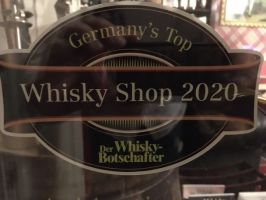 Germany's Top
Whisky Shop 2020
Der Whisky-
Botschafter